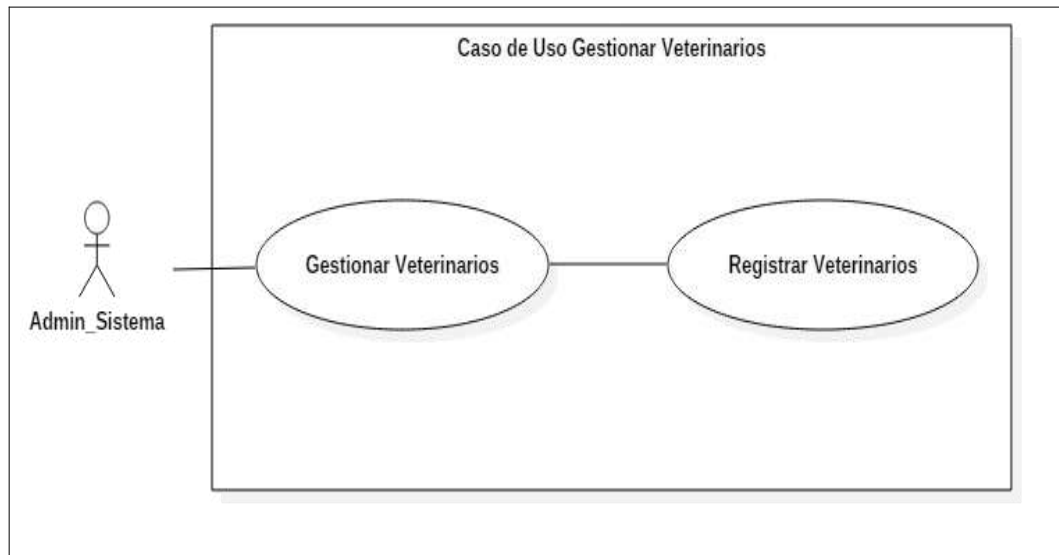 Caso de Uso Gestionar Veterinarios
Gestionar Veterinarios
Registrar Veterinarios
Admin_Sistema